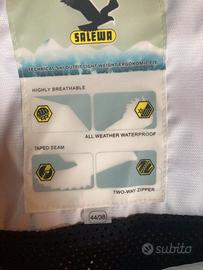 SALEWA
TECHNICAL SKI OUTFIT LIGHT WEIGHT ERGONOMIC FIT
HIGHLY BREATHABLE
ALL WEATHER WATERPROOF
TAPED SEAM
TWO-WAY ZIPPER
44/38
subito